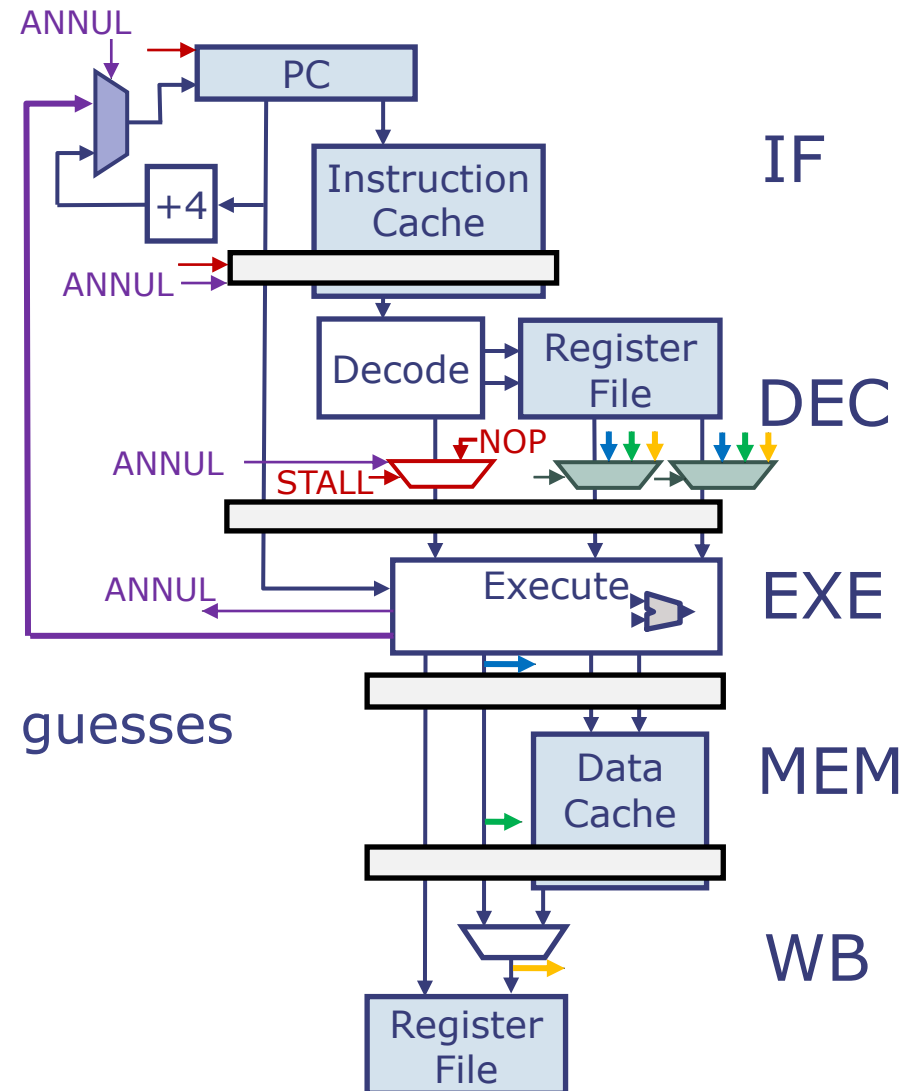 ANNUL
PC
IF
Instruction
Cache
+4
ANNUL
Decode
Register
File
DEC
NOP
ANNUL
STALL
Execute
EXE
ANNUL
guesses
Data
Cache
MEM
WB
Register
File